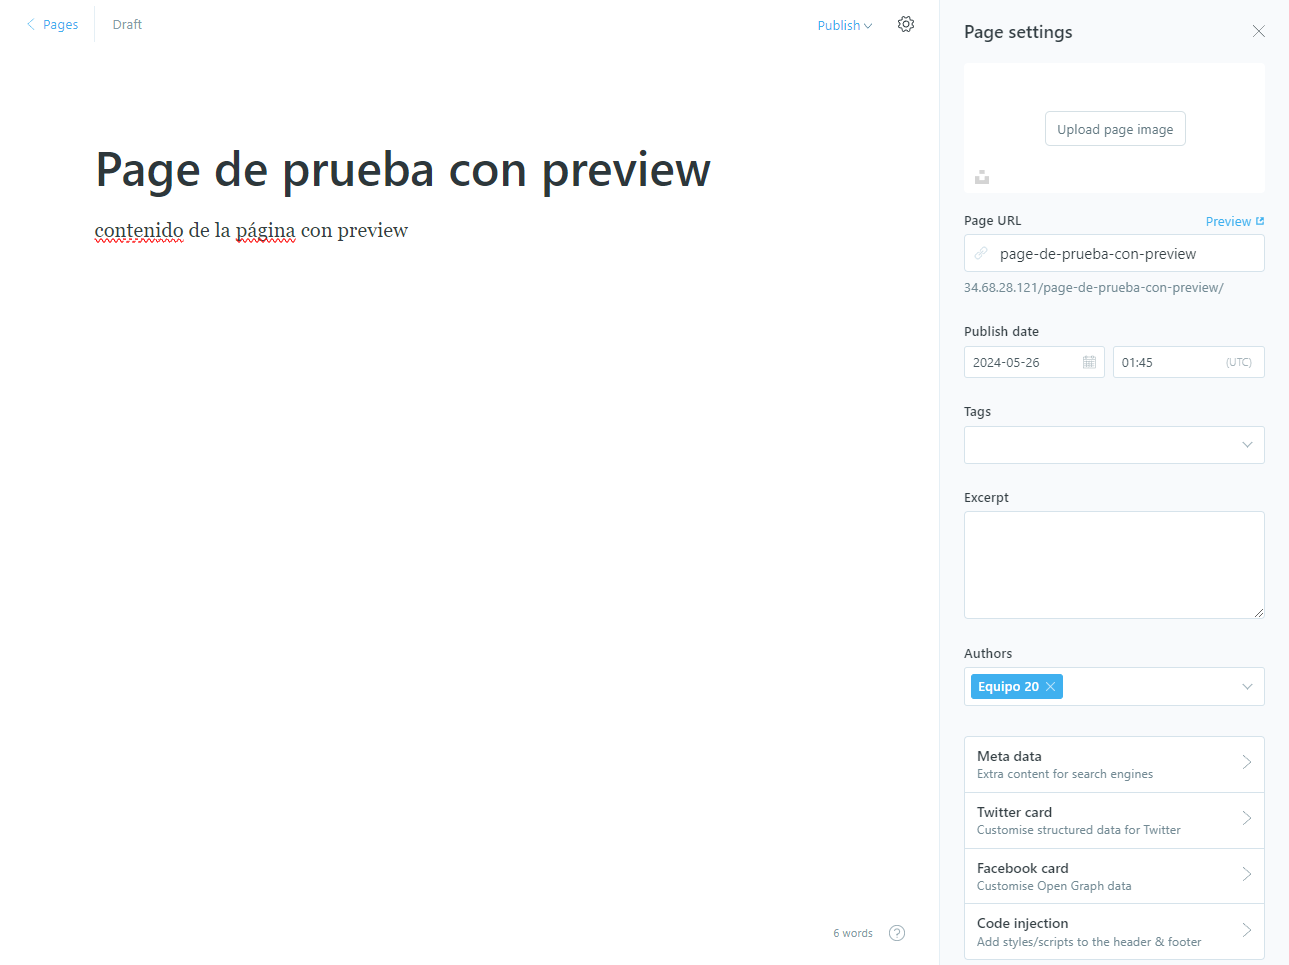 Pages
Draft
Publish
Page settings
Upload page image
Page de prueba con preview
contenido de la página con preview
Page URL
Preview
page-de-prueba-con-preview
34.68.28.121/page-de-prueba-con-preview/
Publish date
2024-05-26
01:45
(UTC)
Tags
Excerpt
Authors
Equipo 20
Meta data
Extra content for search engines
Twitter card
Customise structured data for Twitter
Facebook card
Customise Open Graph data
Code injection
Add styles/scripts to the header & footer
6 words
?